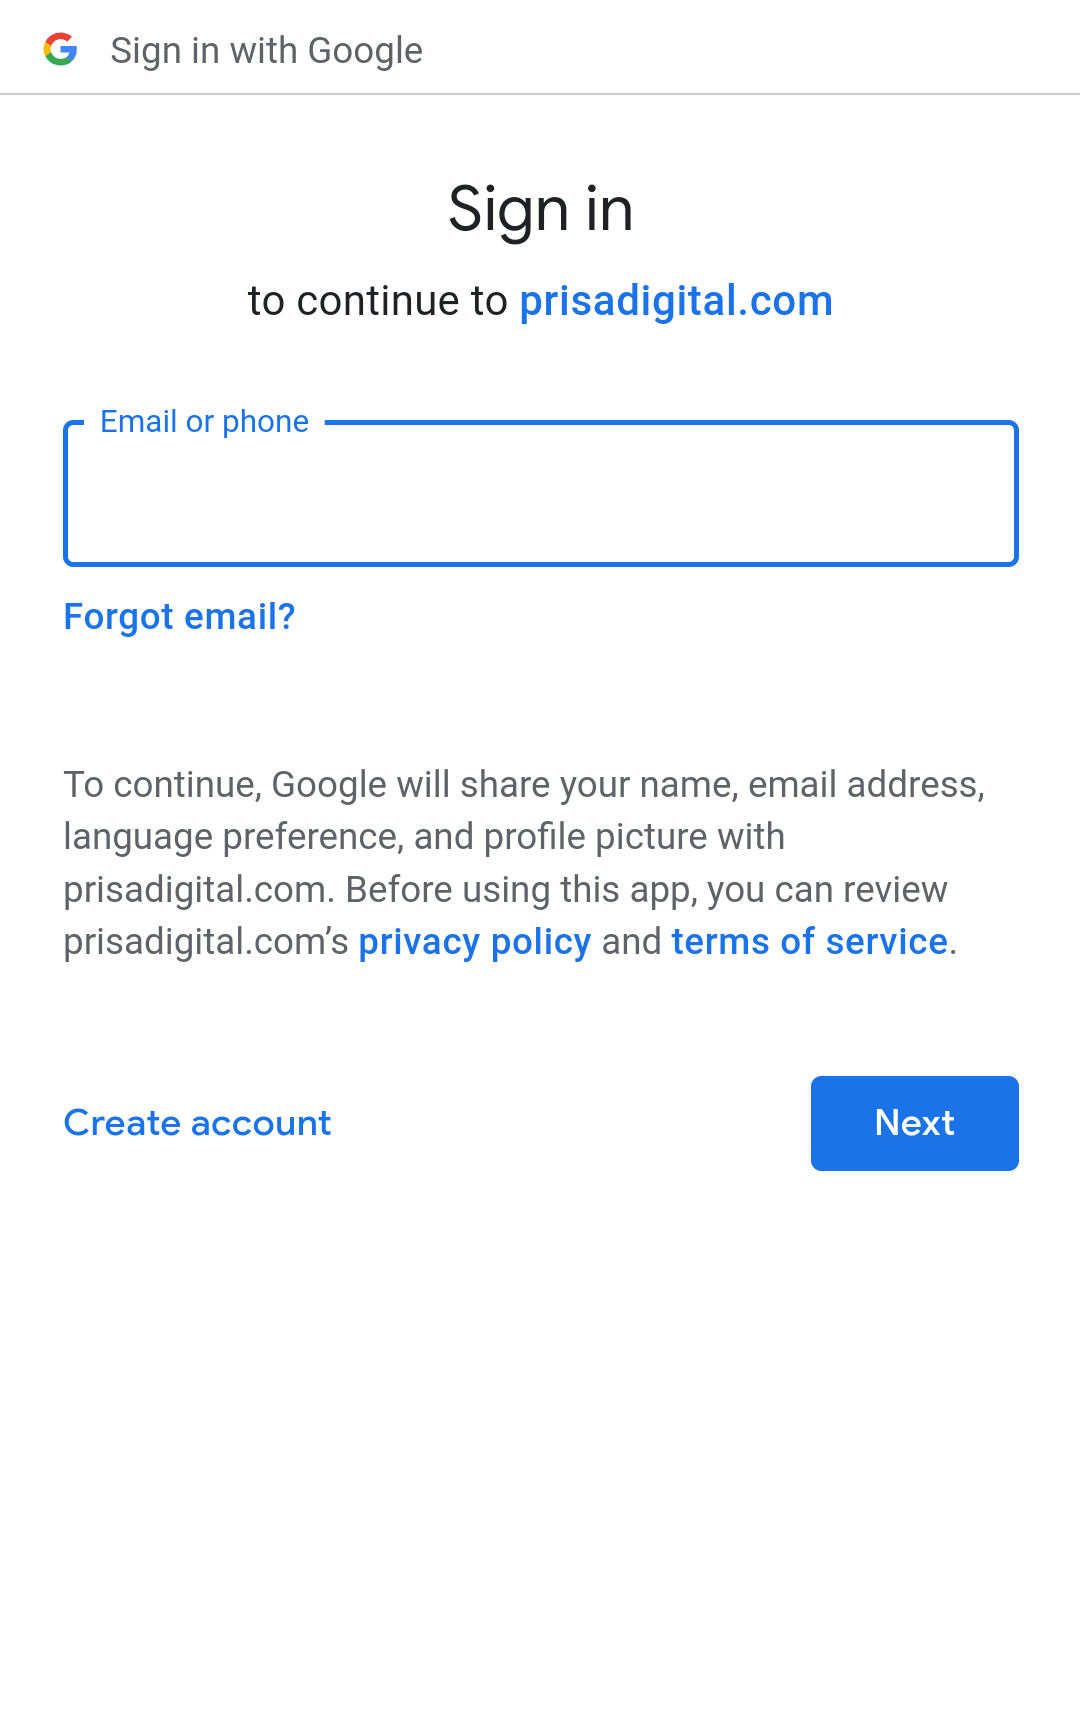 Sign in with Google
Sign in
to continue to prisadigital.com
Email or phone
Forgot email?
To continue, Google will share your name, email address,
language preference, and profile picture with
prisadigital.com. Before using this app, you can review
prisadigital.com’s privacy policy and terms of service.
Create account
Next